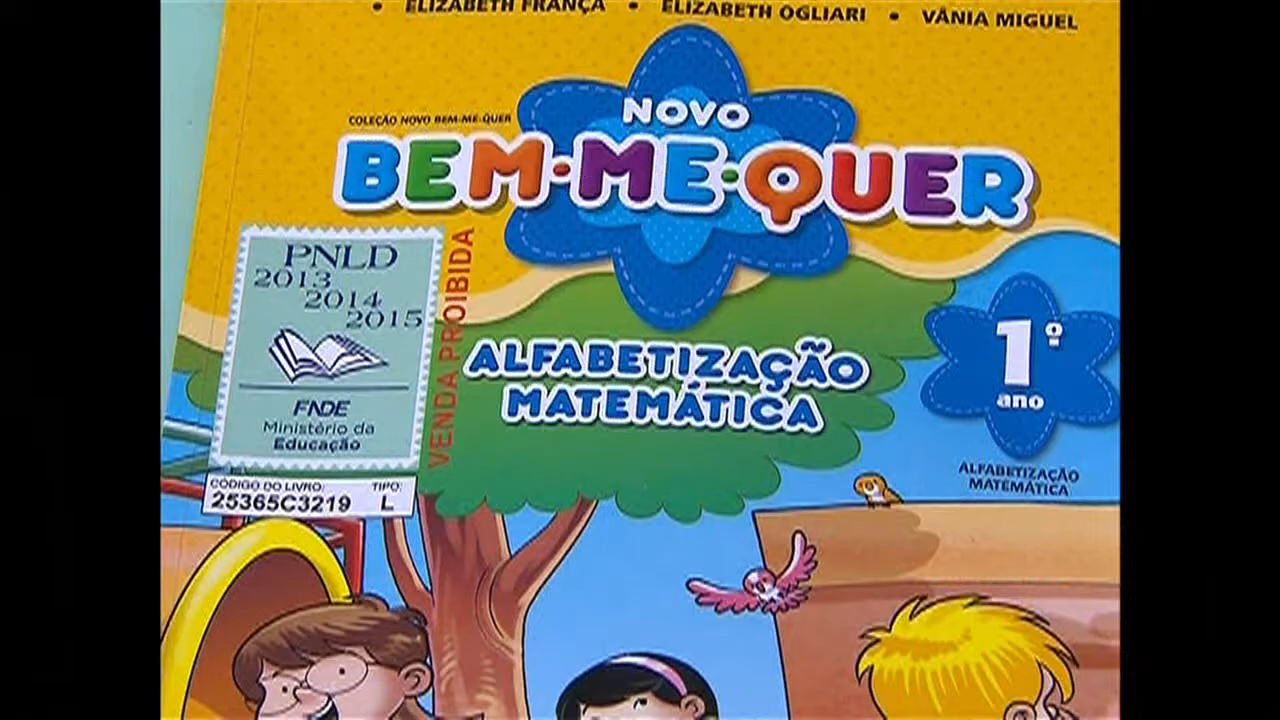 • ELIZABETH FRANÇA • ELIZABETH OGLIARI • VÂNIA MIGUEL
COLEÇÃO NOVO BEM-ME-QUER
NOVO
BEM·ME·QUER
PNLD
2013
2014
2015
FNDE
Ministério da
Educação
VENDA PROIBIDA
CÓDIGO DO LIVRO: TIPO:
25365C3219 L
ALFABETIZAÇÃO
MATEMÁTICA
1º
ano
ALFABETIZAÇÃO
MATEMÁTICA